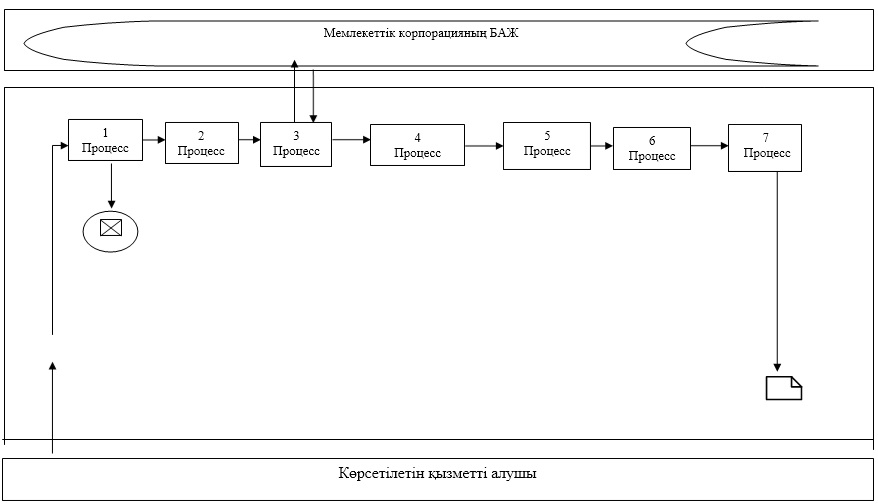 Мемлекеттік корпорацияның БАЖ
1
Процесс
2
Процесс
3
Процесс
4
Процесс
5
Процесс
6
Процесс
7
Процесс
Көрсетілетін қызметті алушы